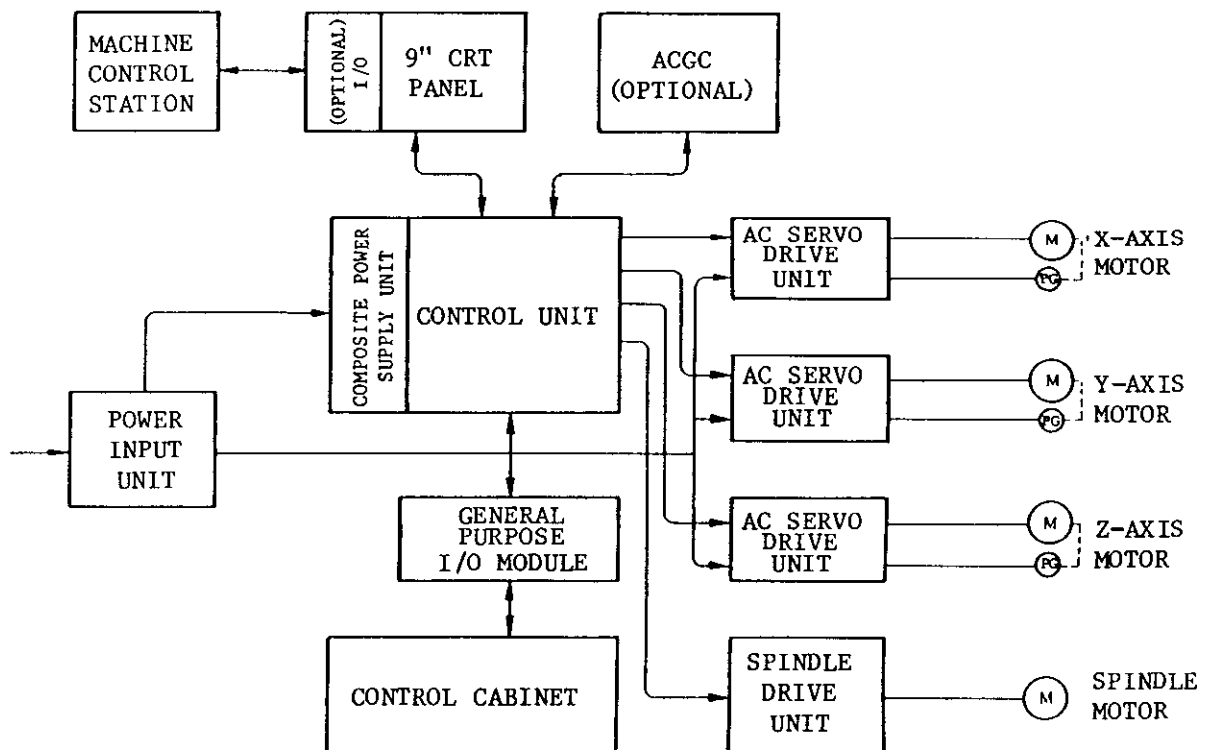 MACHINE
CONTROL
STATION
(OPTIONAL)
I/O
9" CRT
PANEL
ACGC
(OPTIONAL)
COMPOSITE POWER
SUPPLY UNIT
CONTROL UNIT
AC SERVO
DRIVE
UNIT
M
PG
X-AXIS
MOTOR
AC SERVO
DRIVE
UNIT
M
PG
Y-AXIS
MOTOR
POWER
INPUT
UNIT
GENERAL
PURPOSE
I/O MODULE
AC SERVO
DRIVE
UNIT
M
PG
Z-AXIS
MOTOR
CONTROL CABINET
SPINDLE
DRIVE
UNIT
M
SPINDLE
MOTOR